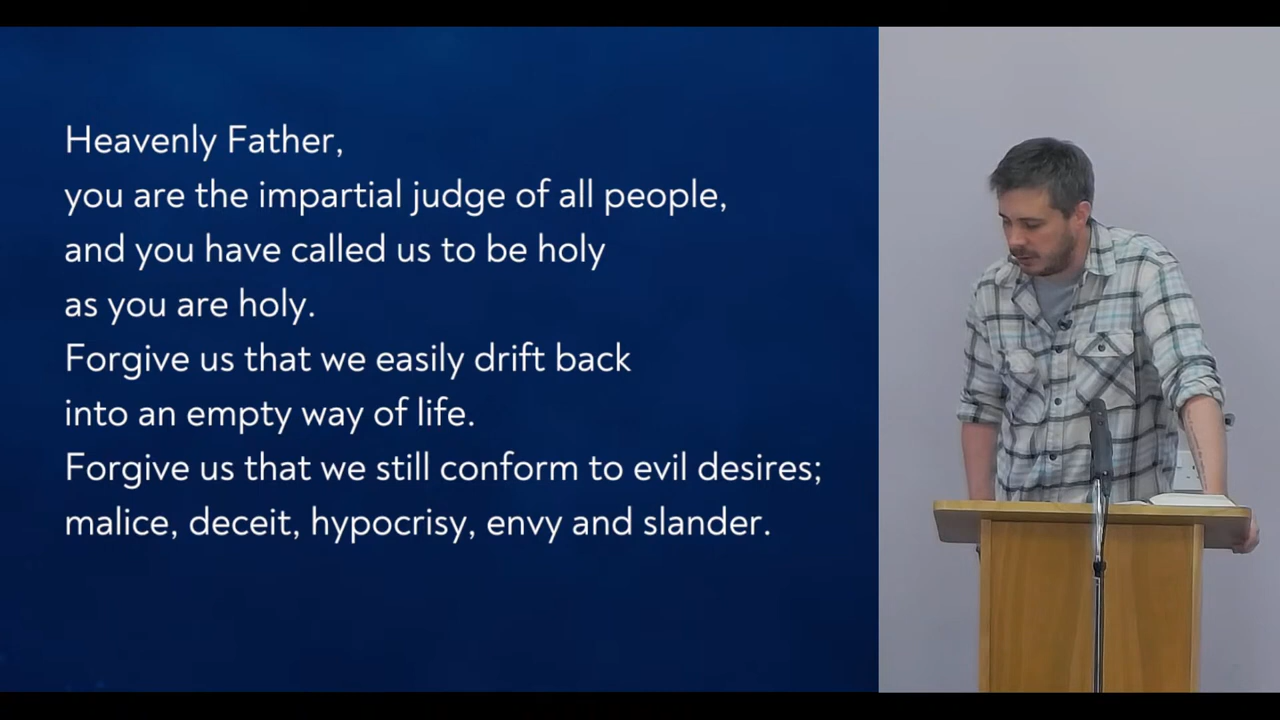 Heavenly Father,
you are the impartial judge of all people,
and you have called us to be holy
as you are holy.
Forgive us that we easily drift back
into an empty way of life.
Forgive us that we still conform to evil desires;
malice, deceit, hypocrisy, envy and slander.